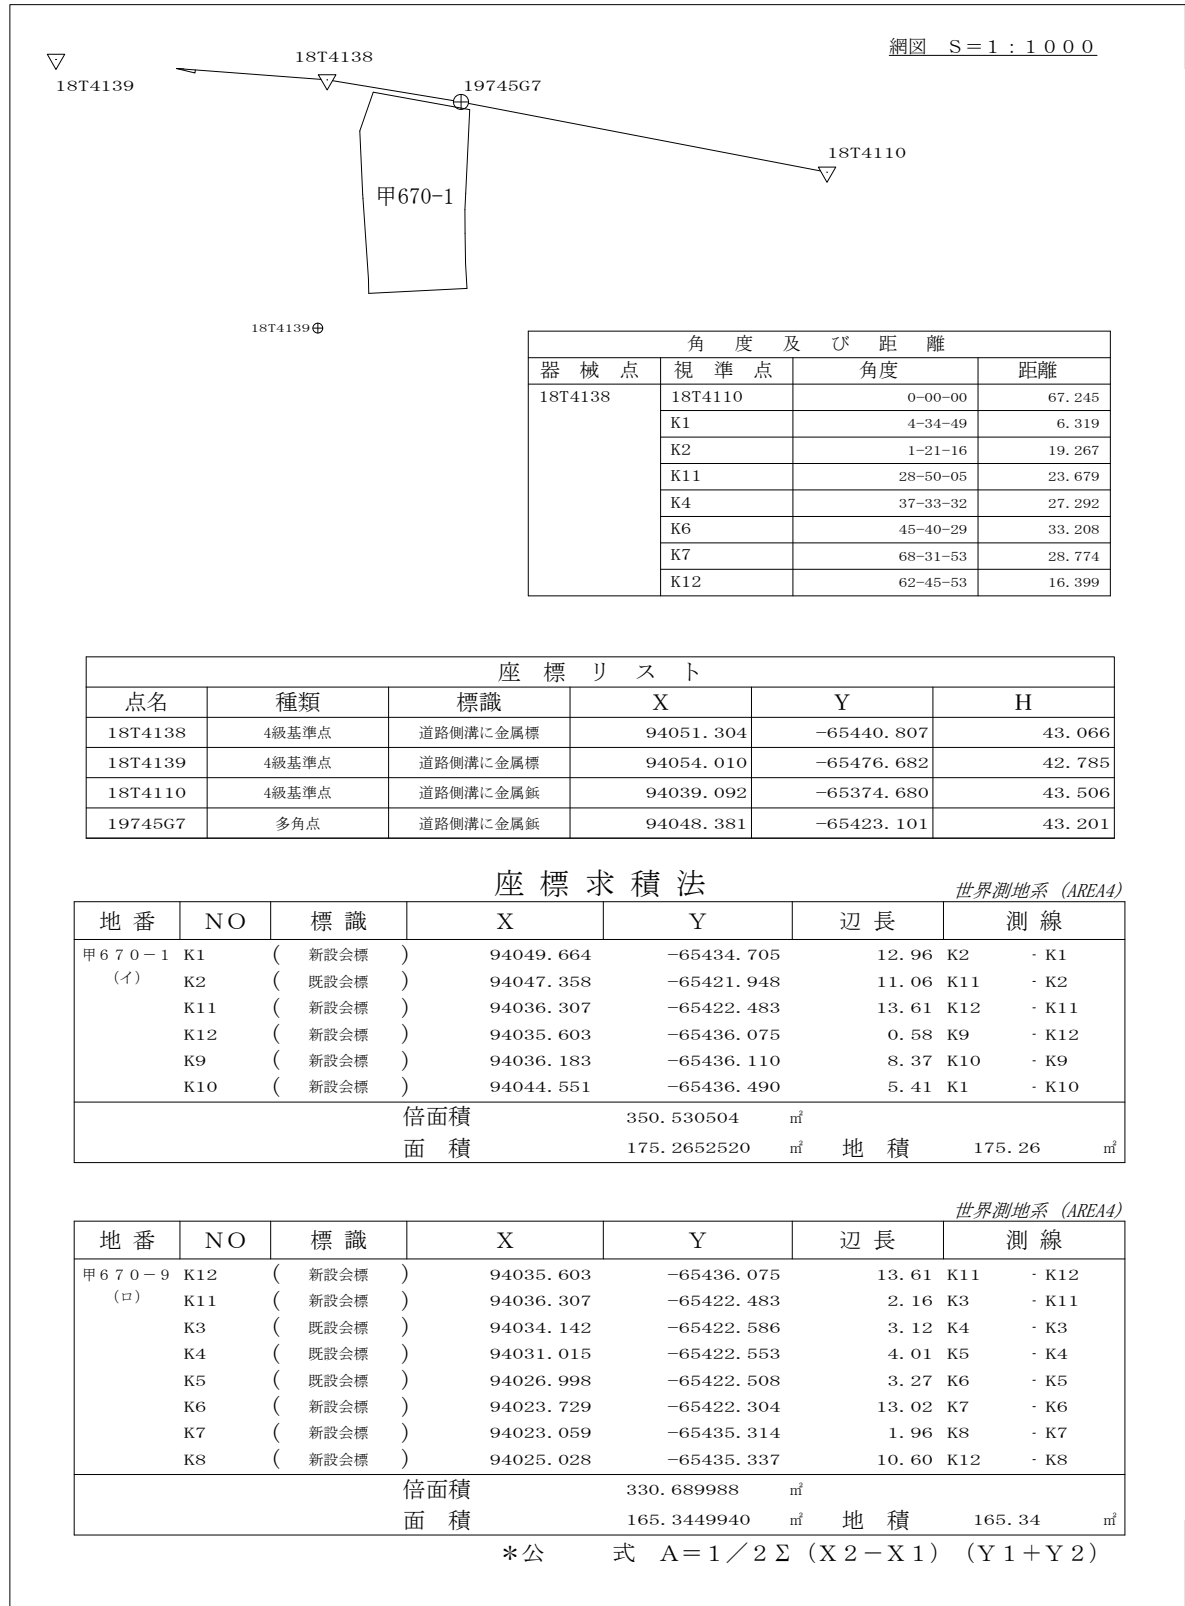 網図　Ｓ＝１：１０００
18T4138
18T4139
19745G7
18T4110
甲670-1
18T4139
角　度　及　び　距　離
器　械　点 視　準　点 角度 距離
18T4138 18T4110 0-00-00 67.245
K1 4-34-49 6.319
K2 1-21-16 19.267
K11 28-50-05 23.679
K4 37-33-32 27.292
K6 45-40-29 33.208
K7 68-31-53 28.774
K12 62-45-53 16.399
座　標　リ　ス　ト
点名 種類 標識 X Y H
18T4138 4級基準点 道路側溝に金属標 94051.304 -65440.807 43.066
18T4139 4級基準点 道路側溝に金属標 94054.010 -65476.682 42.785
18T4110 4級基準点 道路側溝に金属鋲 94039.092 -65374.680 43.506
19745G7 多角点 道路側溝に金属鋲 94048.381 -65423.101 43.201
座 標 求 積 法
世界測地系 (AREA4)
地 番 NO 標 識 X Y 辺 長 測 線
甲６７０－１ K1 ( 新設会標 ) 94049.664 -65434.705 12.96 K2 - K1
(イ) K2 ( 既設会標 ) 94047.358 -65421.948 11.06 K11 - K2
K11 ( 新設会標 ) 94036.307 -65422.483 13.61 K12 - K11
K12 ( 新設会標 ) 94035.603 -65436.075 0.58 K9 - K12
K9 ( 新設会標 ) 94036.183 -65436.110 8.37 K10 - K9
K10 ( 新設会標 ) 94044.551 -65436.490 5.41 K1 - K10
倍面積 350.530504 ㎡
面　積 175.2652520 ㎡ 地　積 175.26 ㎡
世界測地系 (AREA4)
地 番 NO 標 識 X Y 辺 長 測 線
甲６７０－９ K12 ( 新設会標 ) 94035.603 -65436.075 13.61 K11 - K12
(ロ) K11 ( 新設会標 ) 94036.307 -65422.483 2.16 K3 - K11
K3 ( 既設会標 ) 94034.142 -65422.586 3.12 K4 - K3
K4 ( 既設会標 ) 94031.015 -65422.553 4.01 K5 - K4
K5 ( 既設会標 ) 94026.998 -65422.508 3.27 K6 - K5
K6 ( 新設会標 ) 94023.729 -65422.304 13.02 K7 - K6
K7 ( 新設会標 ) 94023.059 -65435.314 1.96 K8 - K7
K8 ( 新設会標 ) 94025.028 -65435.337 10.60 K12 - K8
倍面積 330.689988 ㎡
面　積 165.3449940 ㎡ 地　積 165.34 ㎡
＊公　　式　Ａ＝１／２Σ（Ｘ２－Ｘ１）（Ｙ１＋Ｙ２）